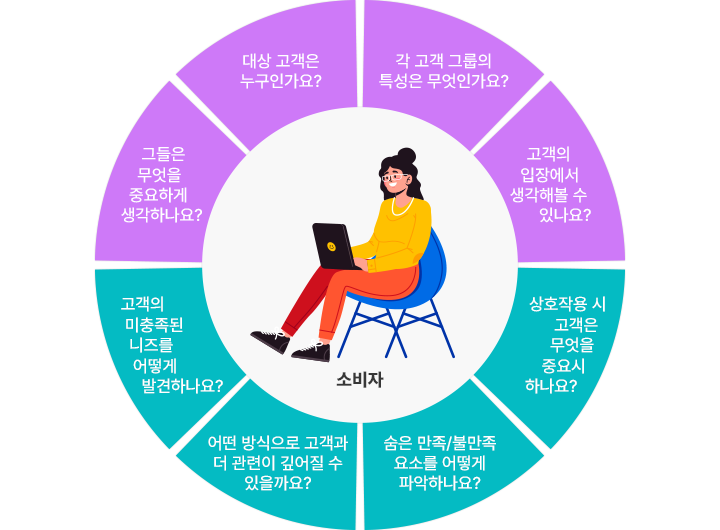 대상 고객은
누구인가요?
각 고객 그룹의
특성은 무엇인가요?
고객의
입장에서
생각해볼 수
있나요?
상호작용 시
고객은
무엇을
중요시
하나요?
숨은 만족/불만족
요소를 어떻게
파악하나요?
어떤 방식으로 고객과
더 관련이 깊어질 수
있을까요?
고객의
미충족된
니즈를
어떻게
발견하나요?
그들은
무엇을
중요하게
생각하나요?
소비자